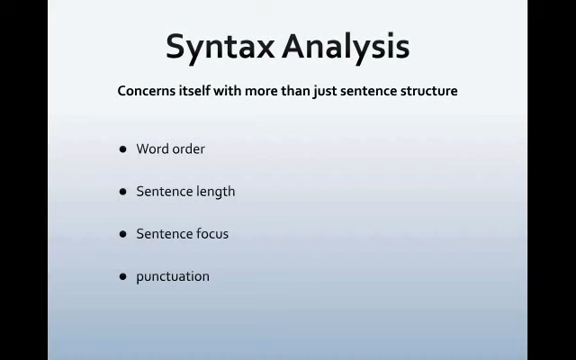 Syntax Analysis
Concerns itself with more than just sentence structure
● Word order
● Sentence length
● Sentence focus
● punctuation